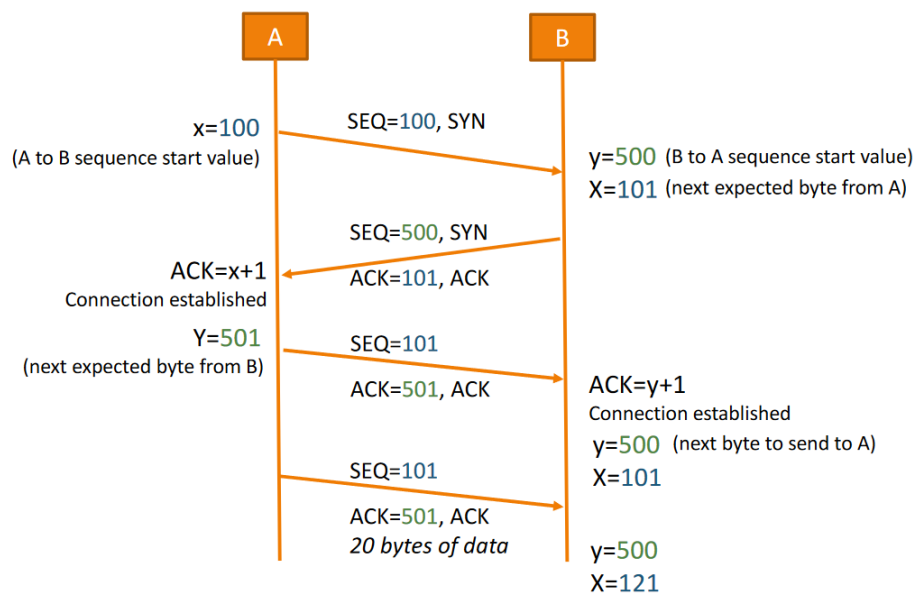 A
B
x=100
(A to B sequence start value)
SEQ=100, SYN
y=500 (B to A sequence start value)
X=101 (next expected byte from A)
SEQ=500, SYN
ACK=101, ACK
ACK=x+1
Connection established
Y=501
(next expected byte from B)
SEQ=101
ACK=501, ACK
ACK=y+1
Connection established
y=500 (next byte to send to A)
X=101
SEQ=101
ACK=501, ACK
20 bytes of data
y=500
X=121